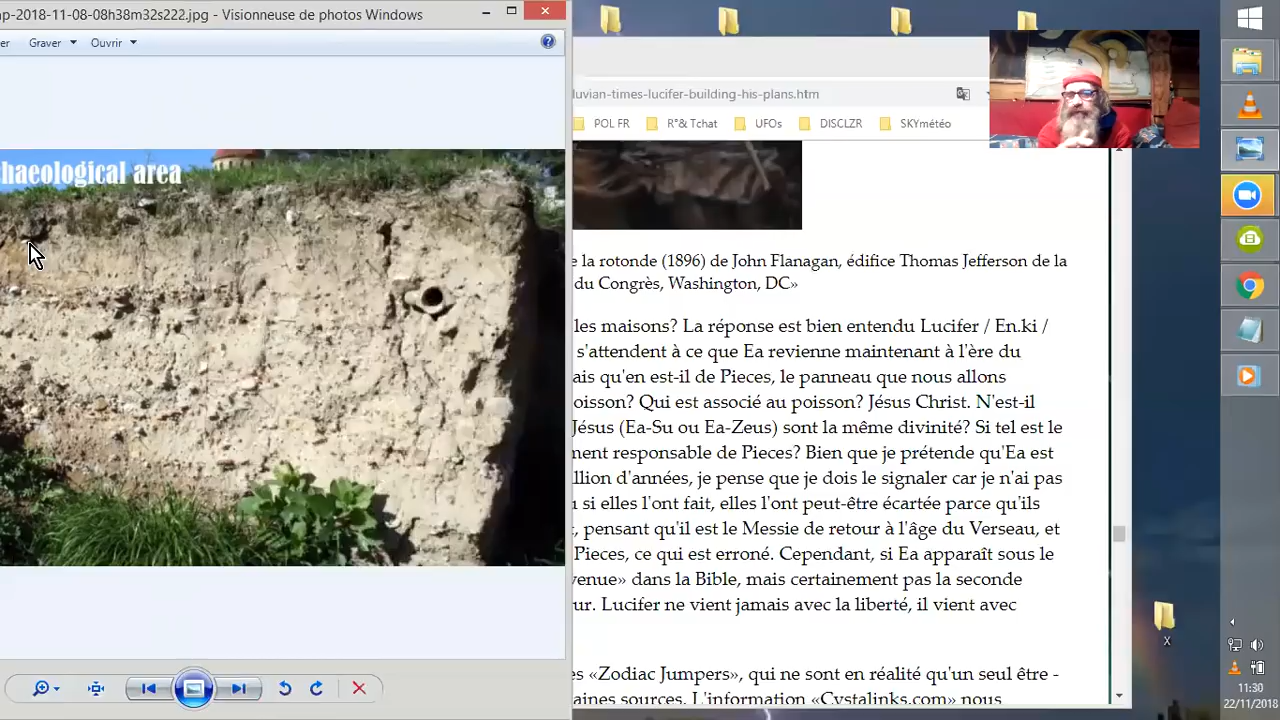 p-2018-11-08-08h38m32s222.jpg - Visionneuse de photos Windows
Graver
Ouvrir
haeological area
luvian-times-lucifer-building-his-plans.htm
POL FR
R°& Tchat
UFOs
DISCLZR
SKYmétéo
la rotonde (1896) de John Flanagan, édifice Thomas Jefferson de la
du Congrès, Washington, DC»
les maisons? La réponse est bien entendu Lucifer / En.ki /
s'attendent à ce que Ea revienne maintenant à l'ère du
ais qu'en est-il de Pieces, le panneau que nous allons
oisson? Qui est associé au poisson? Jésus Christ. N'est-il
Jésus (Ea-Su ou Ea-Zeus) sont la même divinité? Si tel est le
ment responsable de Pieces? Bien que je prétende qu'Ea est
llion d'années, je pense que je dois le signaler car je n'ai pas
si elles l'ont fait, elles l'ont peut-être écartée parce qu'ils
, pensant qu'il est le Messie de retour à l'âge du Verseau, et
Pieces, ce qui est erroné. Cependant, si Ea apparaît sous le
venue» dans la Bible, mais certainement pas la seconde
ur. Lucifer ne vient jamais avec la liberté, il vient avec
es «Zodiac Jumpers», qui ne sont en réalité qu'un seul être -
aines sources. L'information «Cystalinks.com» nous
X
11:30
22/11/2018